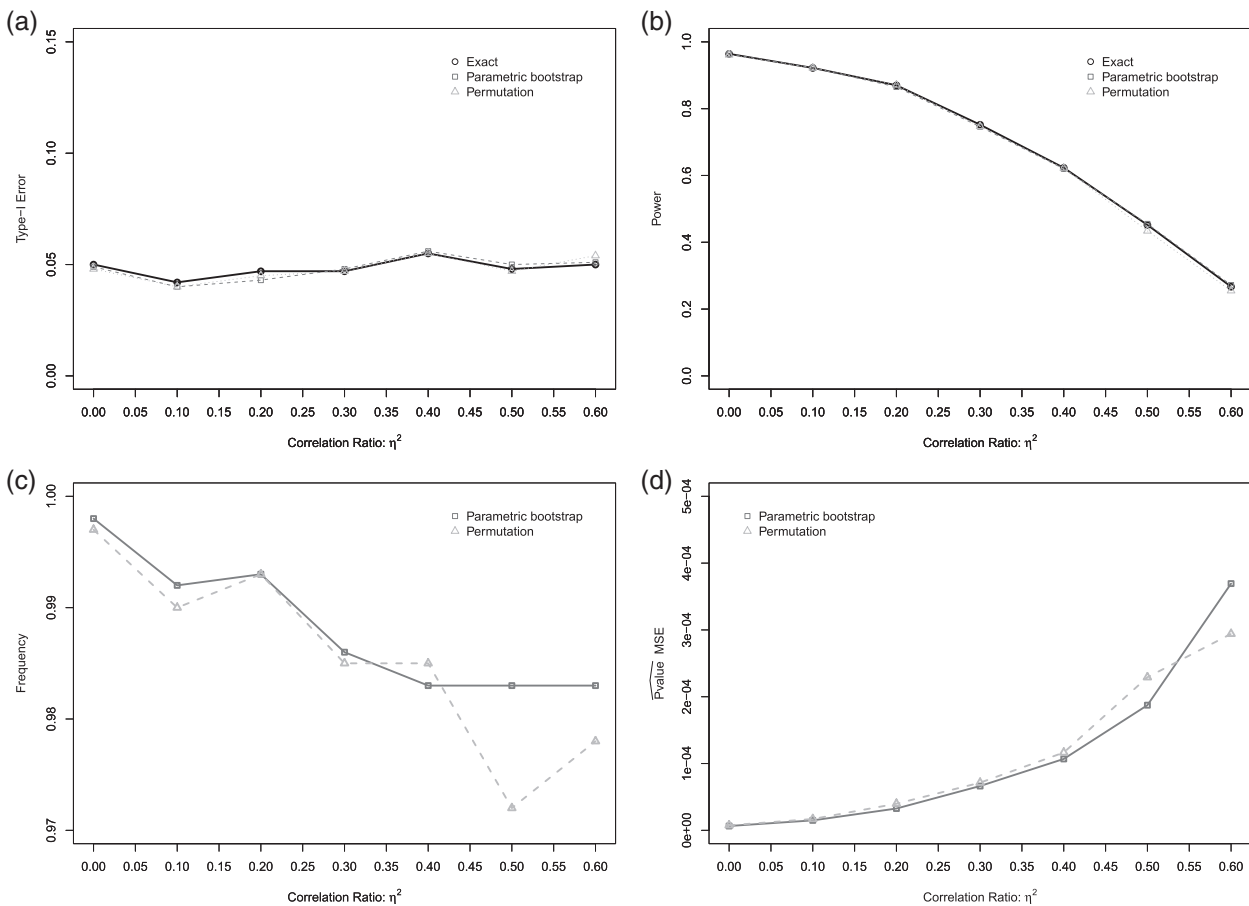 (a)
0.15
0.10
0.05
0.00
Type−I Error
Exact
Parametric bootstrap
Permutation
0.00 0.05 0.10 0.15 0.20 0.25 0.30 0.35 0.40 0.45 0.50 0.55 0.60
Correlation Ratio: η²
(b)
1.0
0.8
0.6
0.4
0.2
0.0
Power
Exact
Parametric bootstrap
Permutation
0.00 0.05 0.10 0.15 0.20 0.25 0.30 0.35 0.40 0.45 0.50 0.55 0.60
Correlation Ratio: η²
(c)
1.00
0.99
0.98
0.97
Frequency
Parametric bootstrap
Permutation
0.00 0.05 0.10 0.15 0.20 0.25 0.30 0.35 0.40 0.45 0.50 0.55 0.60
Correlation Ratio: η²
(d)
5e−04
4e−04
3e−04
2e−04
1e−04
0e+00
Pvalue MSE
Parametric bootstrap
Permutation
0.00 0.05 0.10 0.15 0.20 0.25 0.30 0.35 0.40 0.45 0.50 0.55 0.60
Correlation Ratio: η²